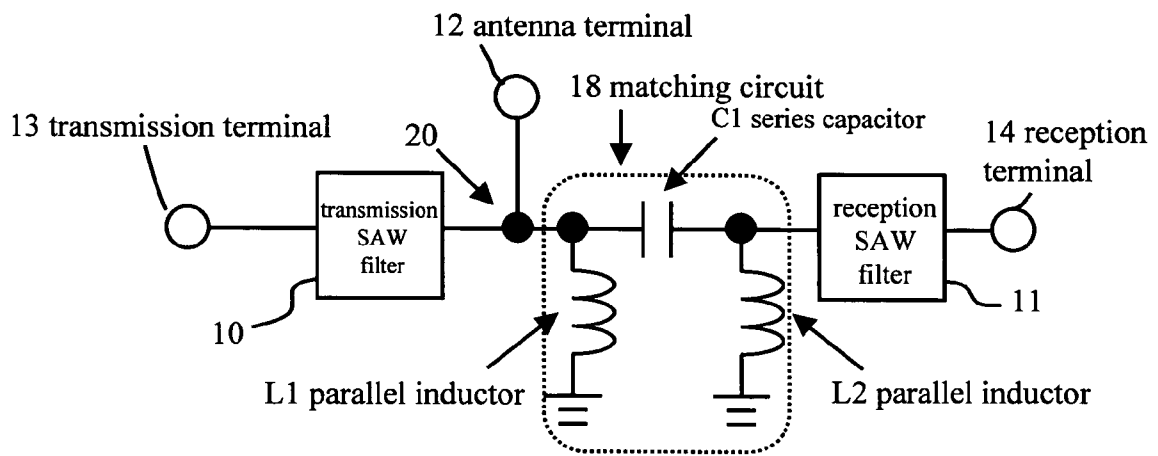 12 antenna terminal
18 matching circuit
C1 series capacitor
13 transmission terminal
20
14 reception
terminal
transmission
SAW
filter
reception
SAW
filter
10
11
L1 parallel inductor
L2 parallel inductor